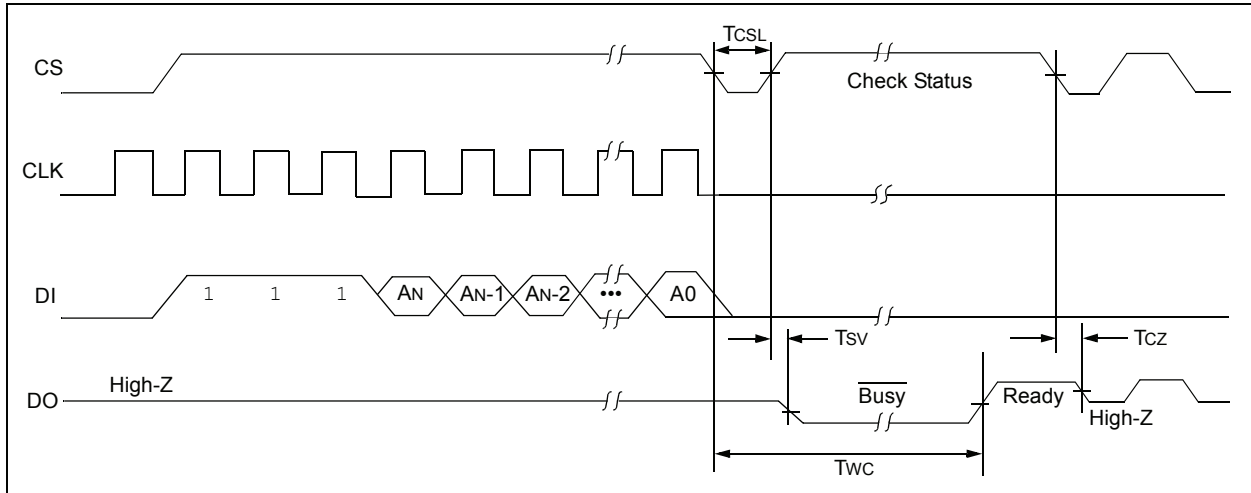 TCSL
CS
Check Status
CLK
DI
1 1 1 AN AN-1 AN-2 ••• A0
TSV
TCZ
High-Z
DO
Busy
Ready
High-Z
TWC